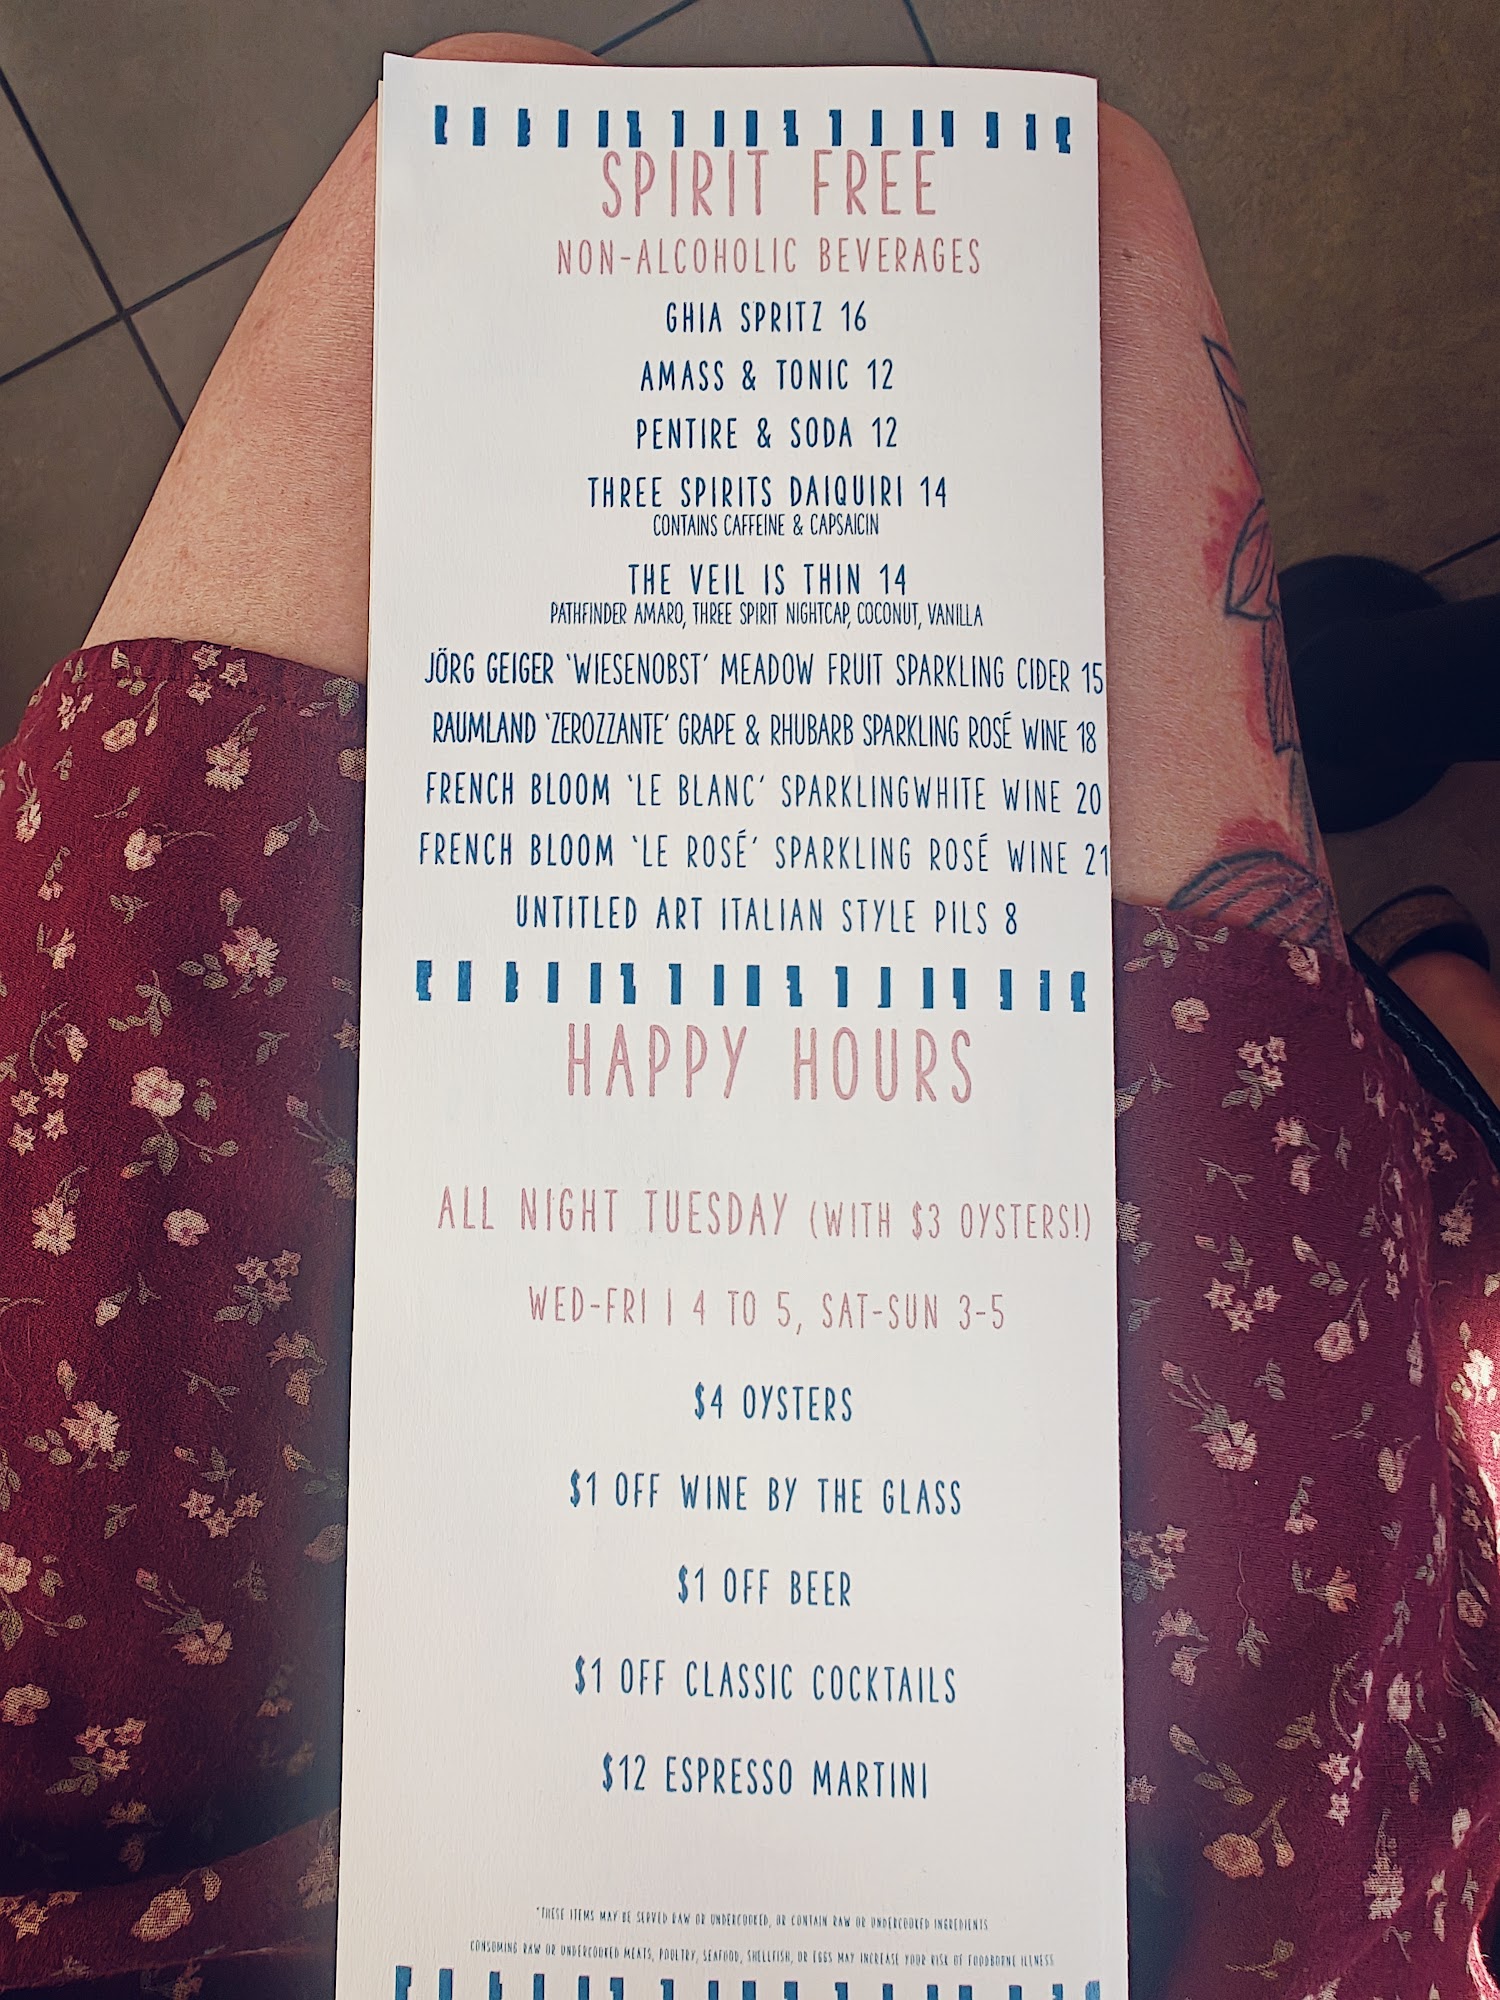 SPIRIT FREE
NON-ALCOHOLIC BEVERAGES
GHIA SPRITZ 16
AMASS & TONIC 12
PENTIRE & SODA 12
THREE SPIRITS DAIQUIRI 14
CONTAINS CAFFEINE & CAPSAICIN
THE VEIL IS THIN 14
PATHFINDER AMARO, THREE SPIRIT NIGHTCAP, COCONUT, VANILLA
JÖRG GEIGER ‘WIESENOBST’ MEADOW FRUIT SPARKLING CIDER 15
RAUMLAND ‘ZEROZZANTE’ GRAPE & RHUBARB SPARKLING ROSÉ WINE 18
FRENCH BLOOM ‘LE BLANC’ SPARKLINGWHITE WINE 20
FRENCH BLOOM ‘LE ROSÉ’ SPARKLING ROSÉ WINE 21
UNTITLED ART ITALIAN STYLE PILS 8
HAPPY HOURS
ALL NIGHT TUESDAY (WITH $3 OYSTERS!)
WED-FRI | 4 TO 5, SAT-SUN 3-5
$4 OYSTERS
$1 OFF WINE BY THE GLASS
$1 OFF BEER
$1 OFF CLASSIC COCKTAILS
$12 ESPRESSO MARTINI
*THESE ITEMS MAY BE SERVED RAW OR UNDERCOOKED, OR CONTAIN RAW OR UNDERCOOKED INGREDIENTS
CONSUMING RAW OR UNDERCOOKED MEATS, POULTRY, SEAFOOD, SHELLFISH, OR EGGS MAY INCREASE YOUR RISK OF FOODBORNE ILLNESS